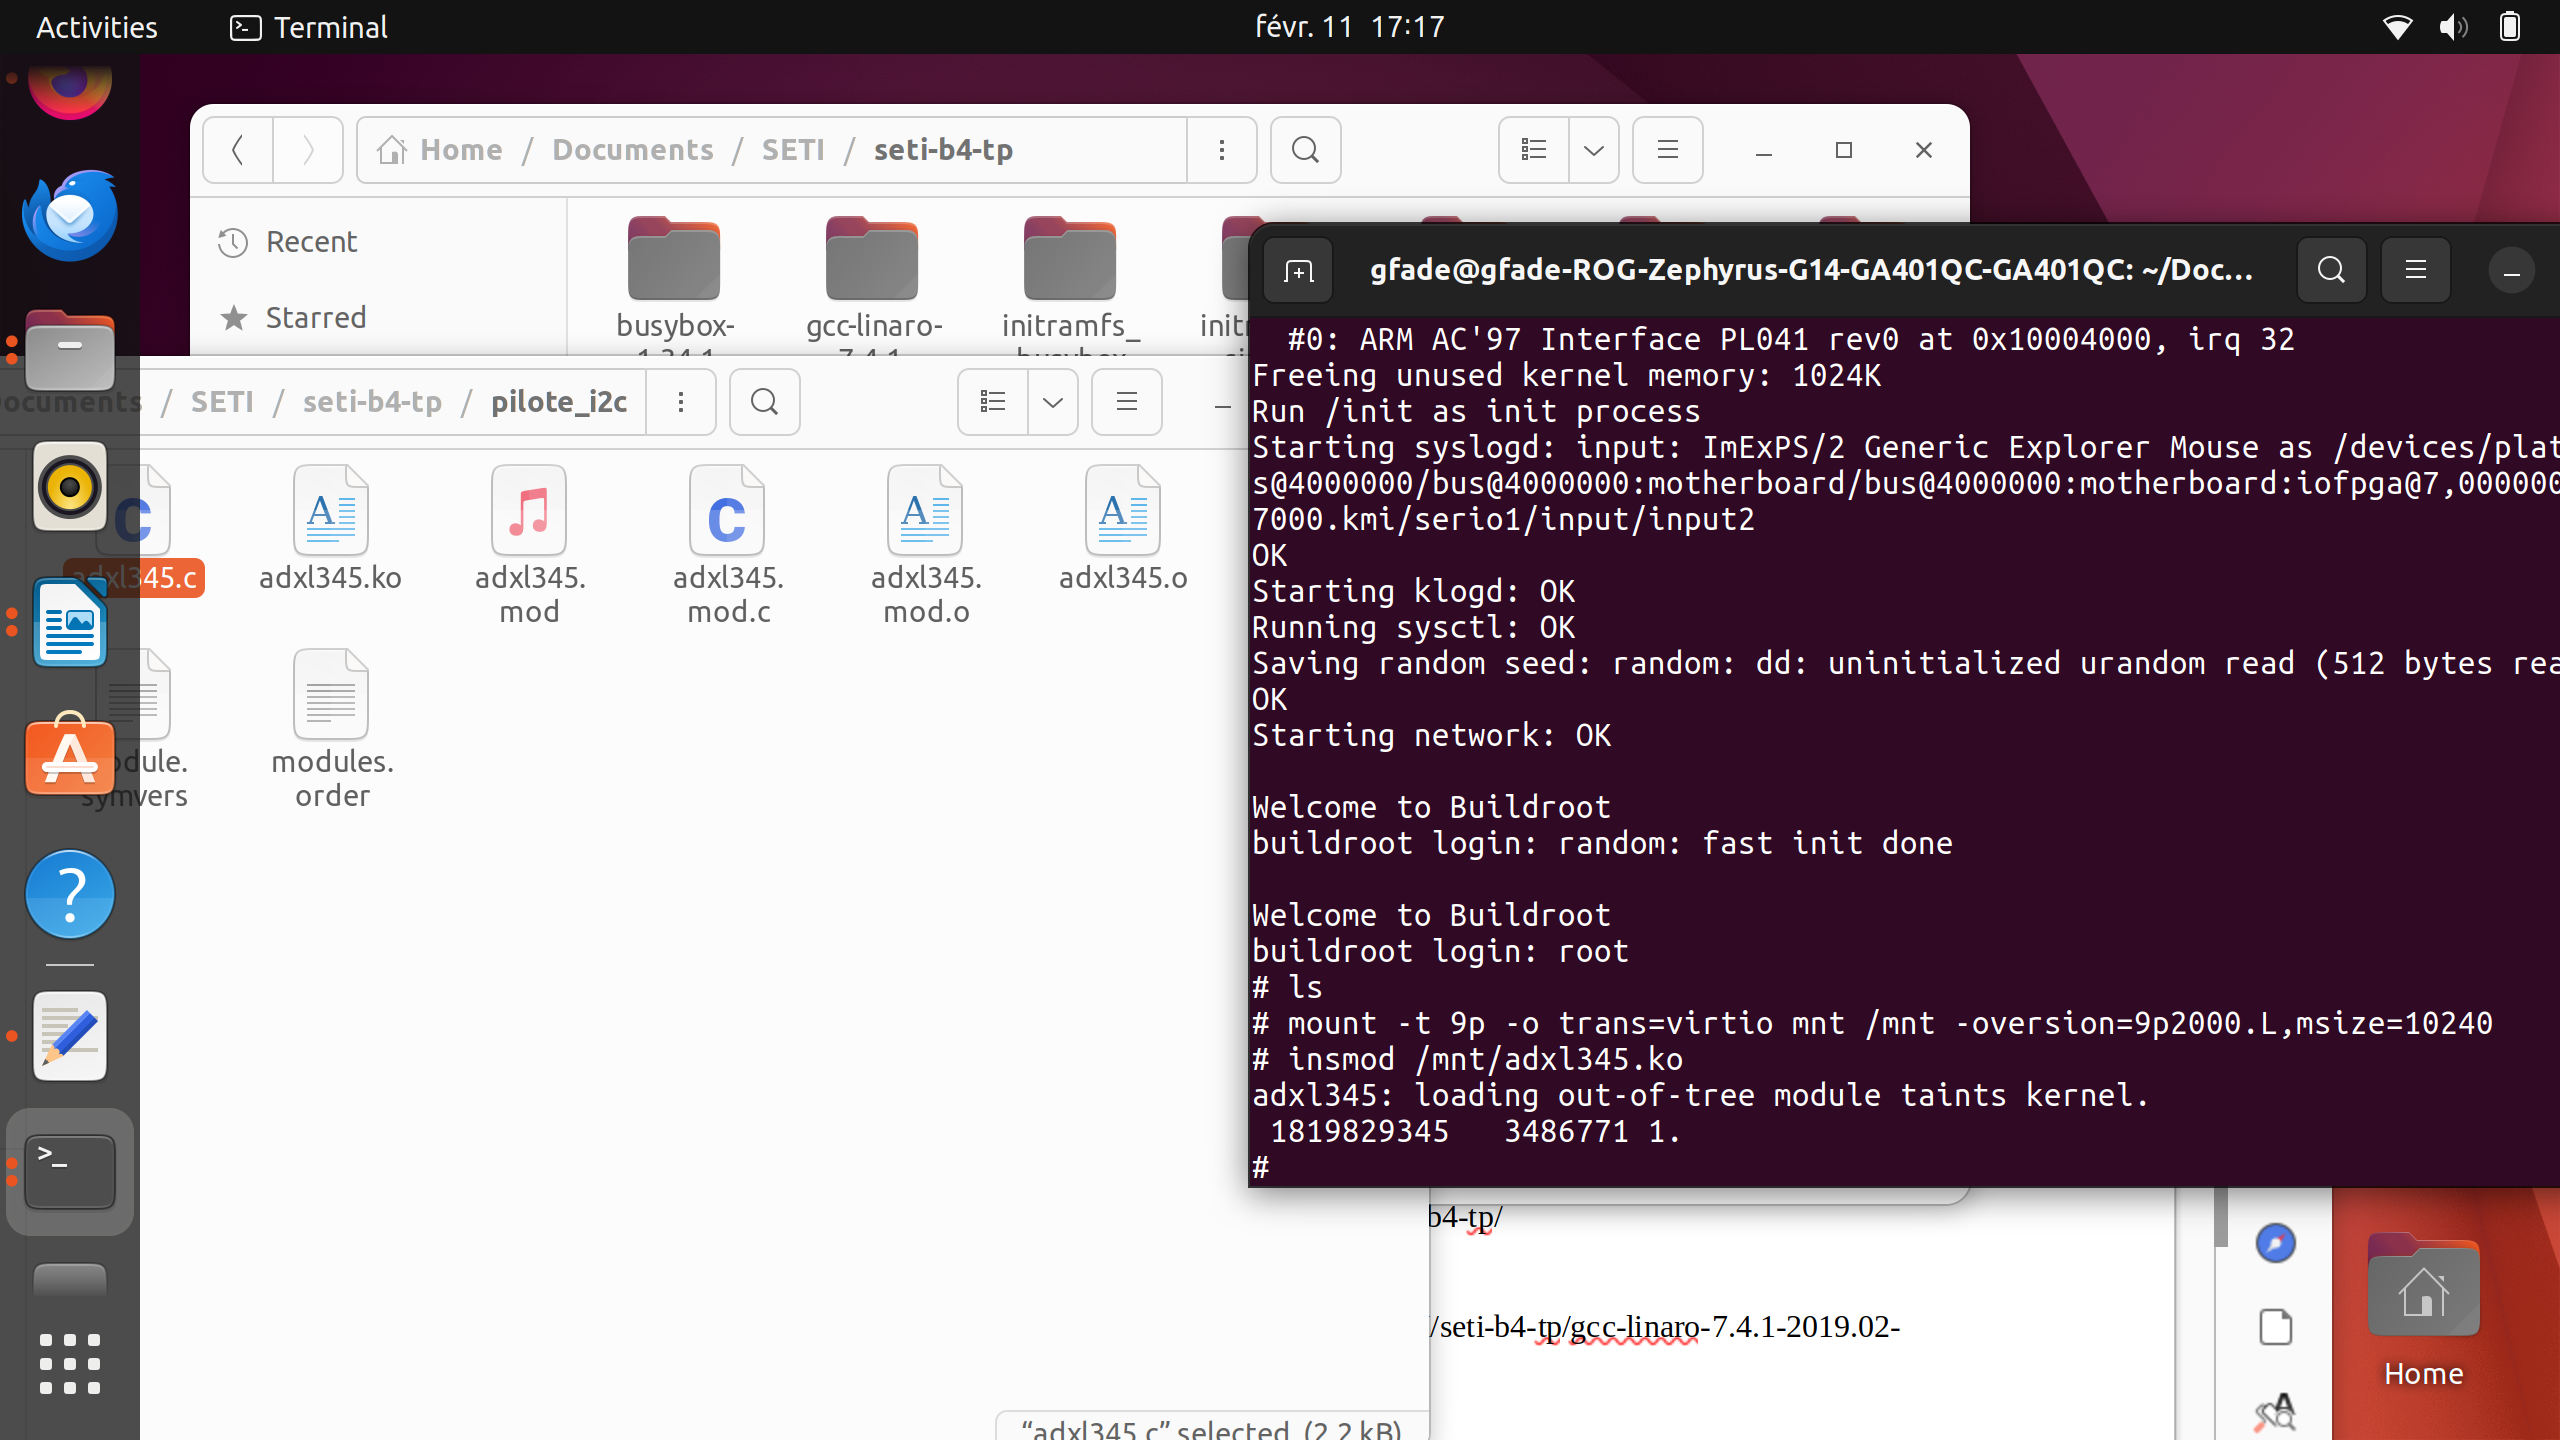 Activities
Terminal
févr. 11 17:17
Home / Documents / SETI / seti-b4-tp
Recent
Starred
busybox-
gcc-linaro-
initramfs_
gfade@gfade-ROG-Zephyrus-G14-GA401QC-GA401QC: ~/Doc...
/ SETI / seti-b4-tp / pilote_i2c
adxl345.c
adxl345.ko
adxl345.
mod
adxl345.
mod.c
adxl345.
mod.o
adxl345.o
symvers
modules.
order
#0: ARM AC'97 Interface PL041 rev0 at 0x10004000, irq 32
Freeing unused kernel memory: 1024K
Run /init as init process
Starting syslogd: input: ImExPS/2 Generic Explorer Mouse as /devices/plat
s@4000000/bus@4000000:motherboard/bus@4000000:motherboard:iofpga@7,000000
7000.kmi/serio1/input/input2
OK
Starting klogd: OK
Running sysctl: OK
Saving random seed: random: dd: uninitialized urandom read (512 bytes rea
OK
Starting network: OK
Welcome to Buildroot
buildroot login: random: fast init done
Welcome to Buildroot
buildroot login: root
# ls
# mount -t 9p -o trans=virtio mnt /mnt -oversion=9p2000.L,msize=10240
# insmod /mnt/adxl345.ko
adxl345: loading out-of-tree module taints kernel.
1819829345 3486771 1.
#
b4-tp/
/seti-b4-tp/gcc-linaro-7.4.1-2019.02-
Home
“adxl345.c” selected (2.2 kB)